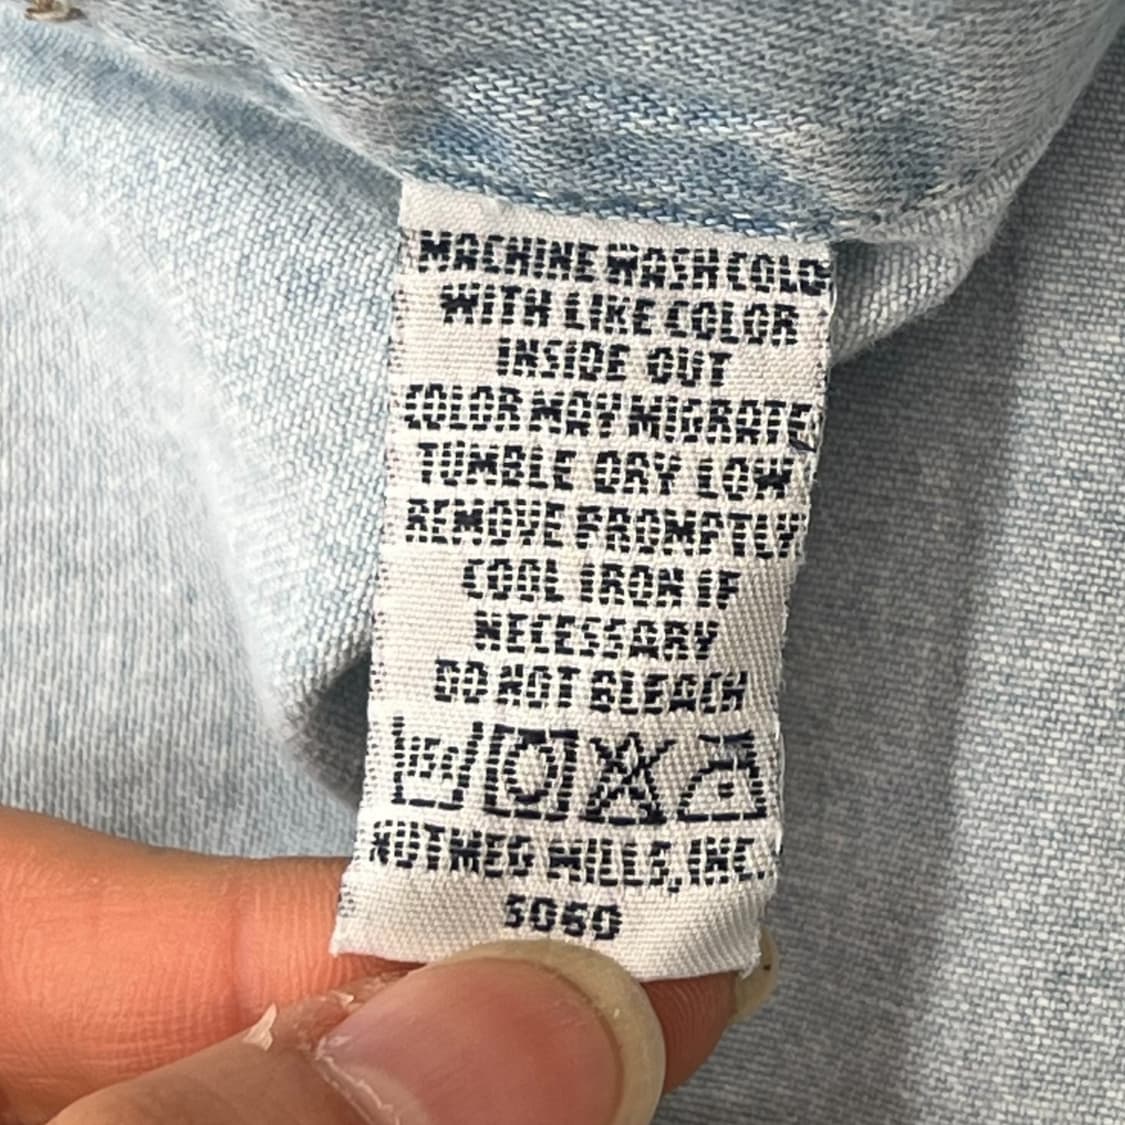 MACHINE WASH COLD
WITH LIKE COLOR
INSIDE OUT
COLOR MAY MIGRATE
TUMBLE DRY LOW
REMOVE PROMPTLY
COOL IRON IF
NECESSARY
DO NOT BLEACH
NUTMEG MILLS, INC.
5060